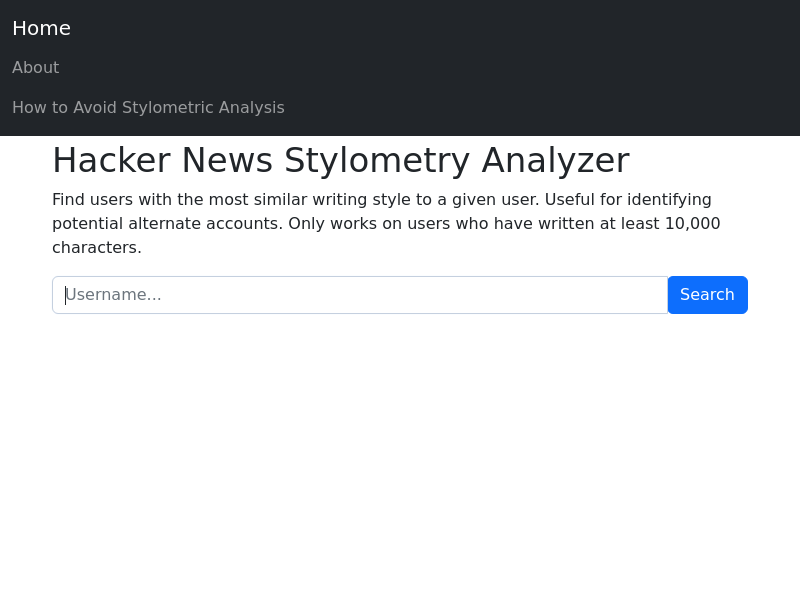 Home
About
How to Avoid Stylometric Analysis
Hacker News Stylometry Analyzer
Find users with the most similar writing style to a given user. Useful for identifying
potential alternate accounts. Only works on users who have written at least 10,000
characters.
Username...
Search